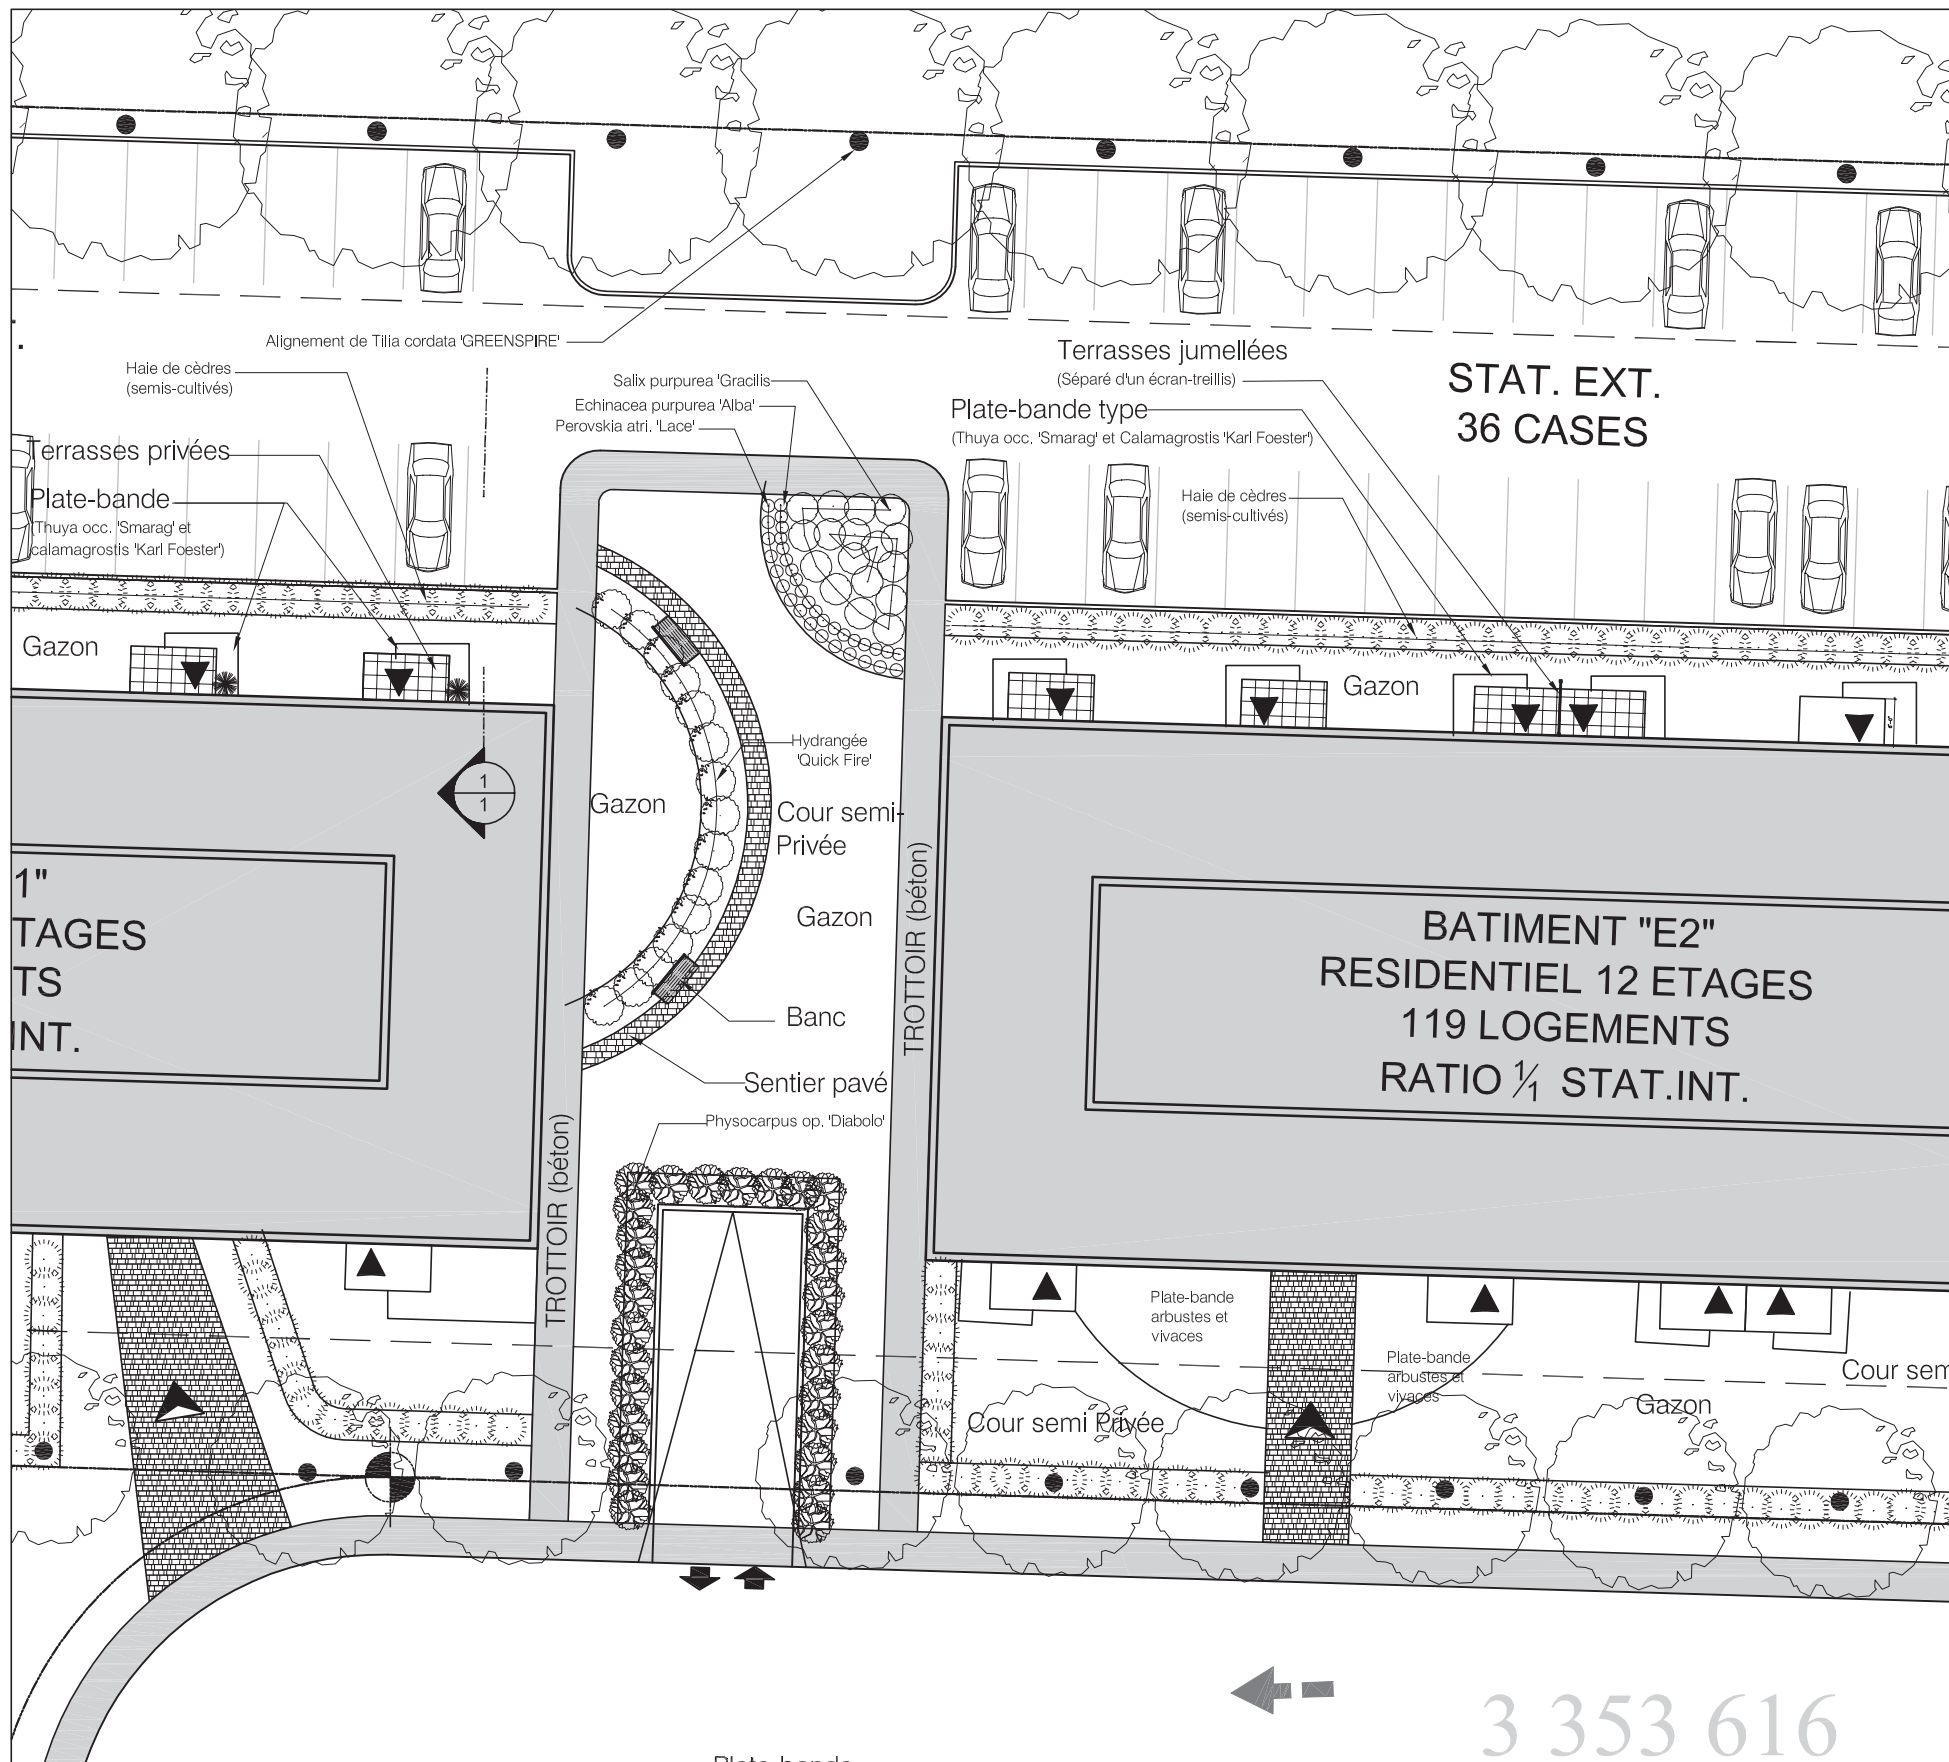 Alignement de Tilia cordata 'GREENSPIRE'
Haie de cèdres
(semis-cultivés)
Terrasses privées
Plate-bande
(Thuya occ. 'Smarag' et
calamagrostis 'Karl Foester')
Salix purpurea 'Gracilis
Echinacea purpurea 'Alba'
Perovskia atri. 'Lace'
Terrasses jumellées
(Séparé d'un écran-treillis)
Plate-bande type
(Thuya occ. 'Smarag' et Calamagrostis 'Karl Foester')
STAT. EXT.
36 CASES
Haie de cèdres
(semis-cultivés)
Gazon
Gazon
1
1
Hydrangée
'Quick Fire'
Gazon
Cour semi-
Privée
Gazon
TROTTOIR (béton)
1"
TAGES
TS
INT.
BATIMENT "E2"
RESIDENTIEL 12 ETAGES
119 LOGEMENTS
RATIO 1/1 STAT.INT.
Banc
Sentier pavé
Physocarpus op. 'Diabolo'
TROTTOIR (béton)
Plate-bande
arbustes et
vivaces
Plate-bande
arbustes et
vivaces
Cour sem
Gazon
Cour semi Privée
3 353 616
Plate-bande